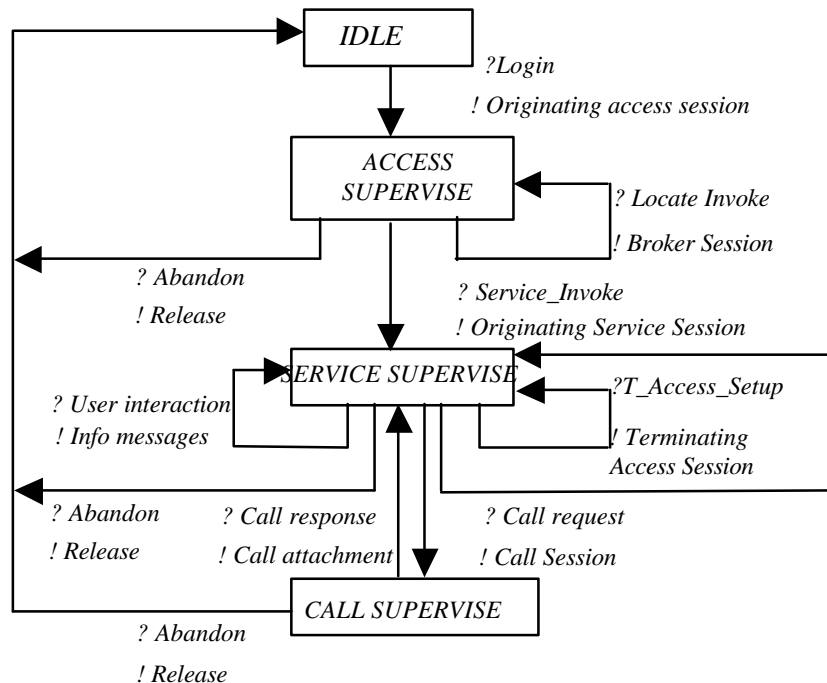 IDLE
?Login
! Originating access session
ACCESS
SUPERVISE
? Locate Invoke
! Broker Session
? Abandon
! Release
? Service_Invoke
! Originating Service Session
SERVICE SUPERVISE
?T_Access_Setup
? User interaction
! Info messages
! Terminating
Access Session
? Abandon
! Release
? Call response
! Call attachment
? Call request
! Call Session
CALL SUPERVISE
? Abandon
! Release